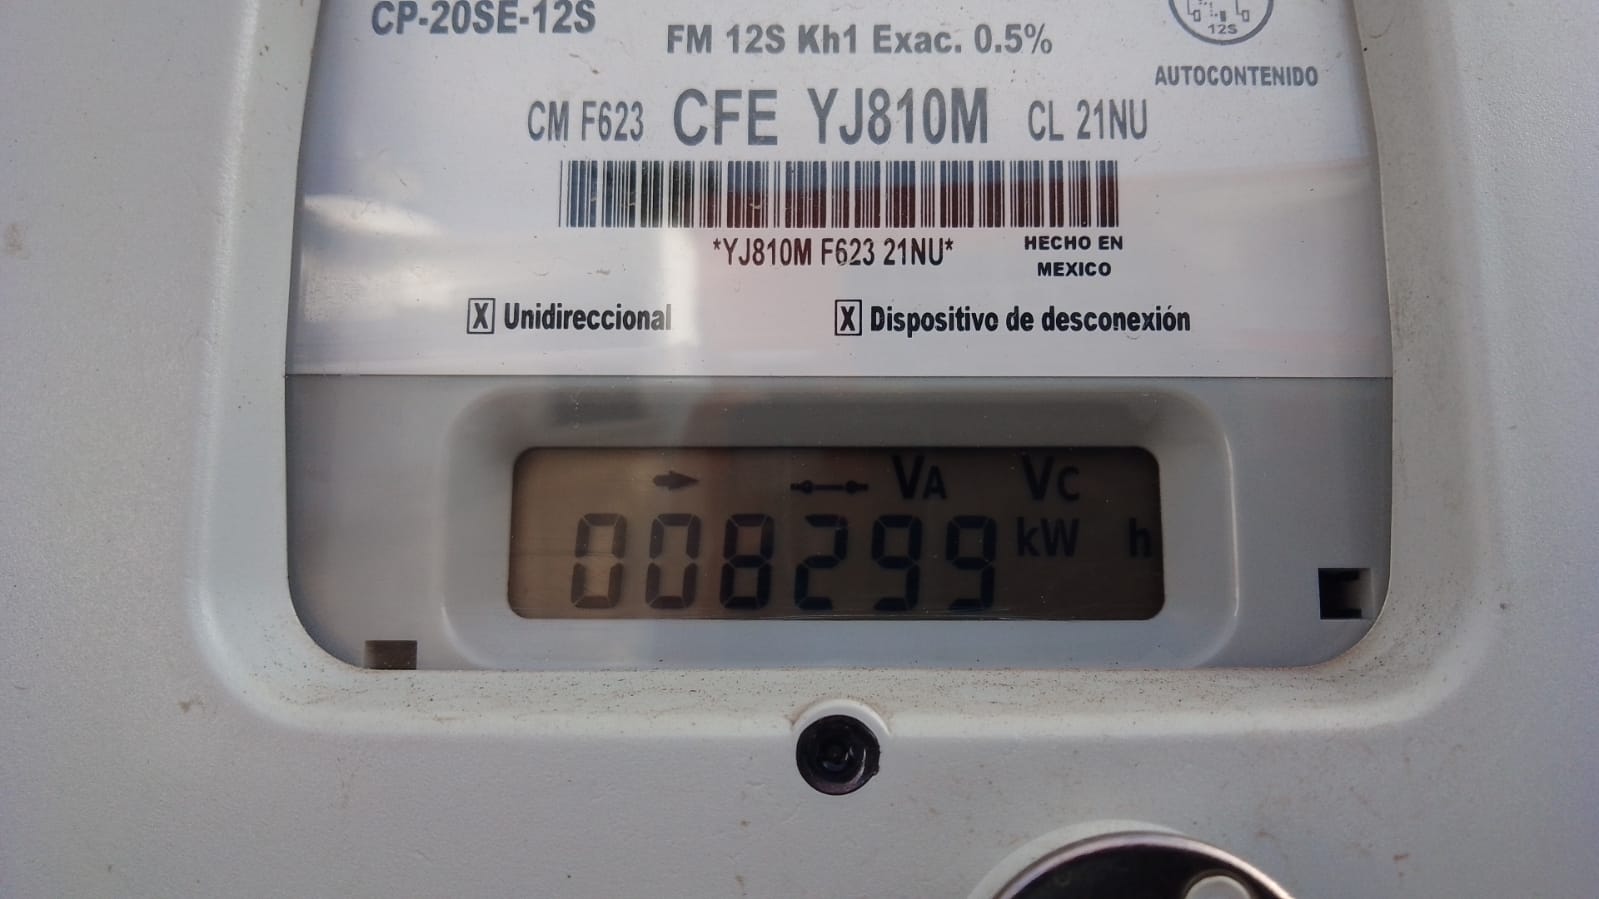 CP-20SE-12S
FM 12S Kh1 Exac. 0.5%
12S
AUTOCONTENIDO
CM F623 CFE YJ810M CL 21NU
*YJ810M F623 21NU*
HECHO EN
MEXICO
X Unidireccional
X Dispositivo de desconexión
VA VC
008299 kW h